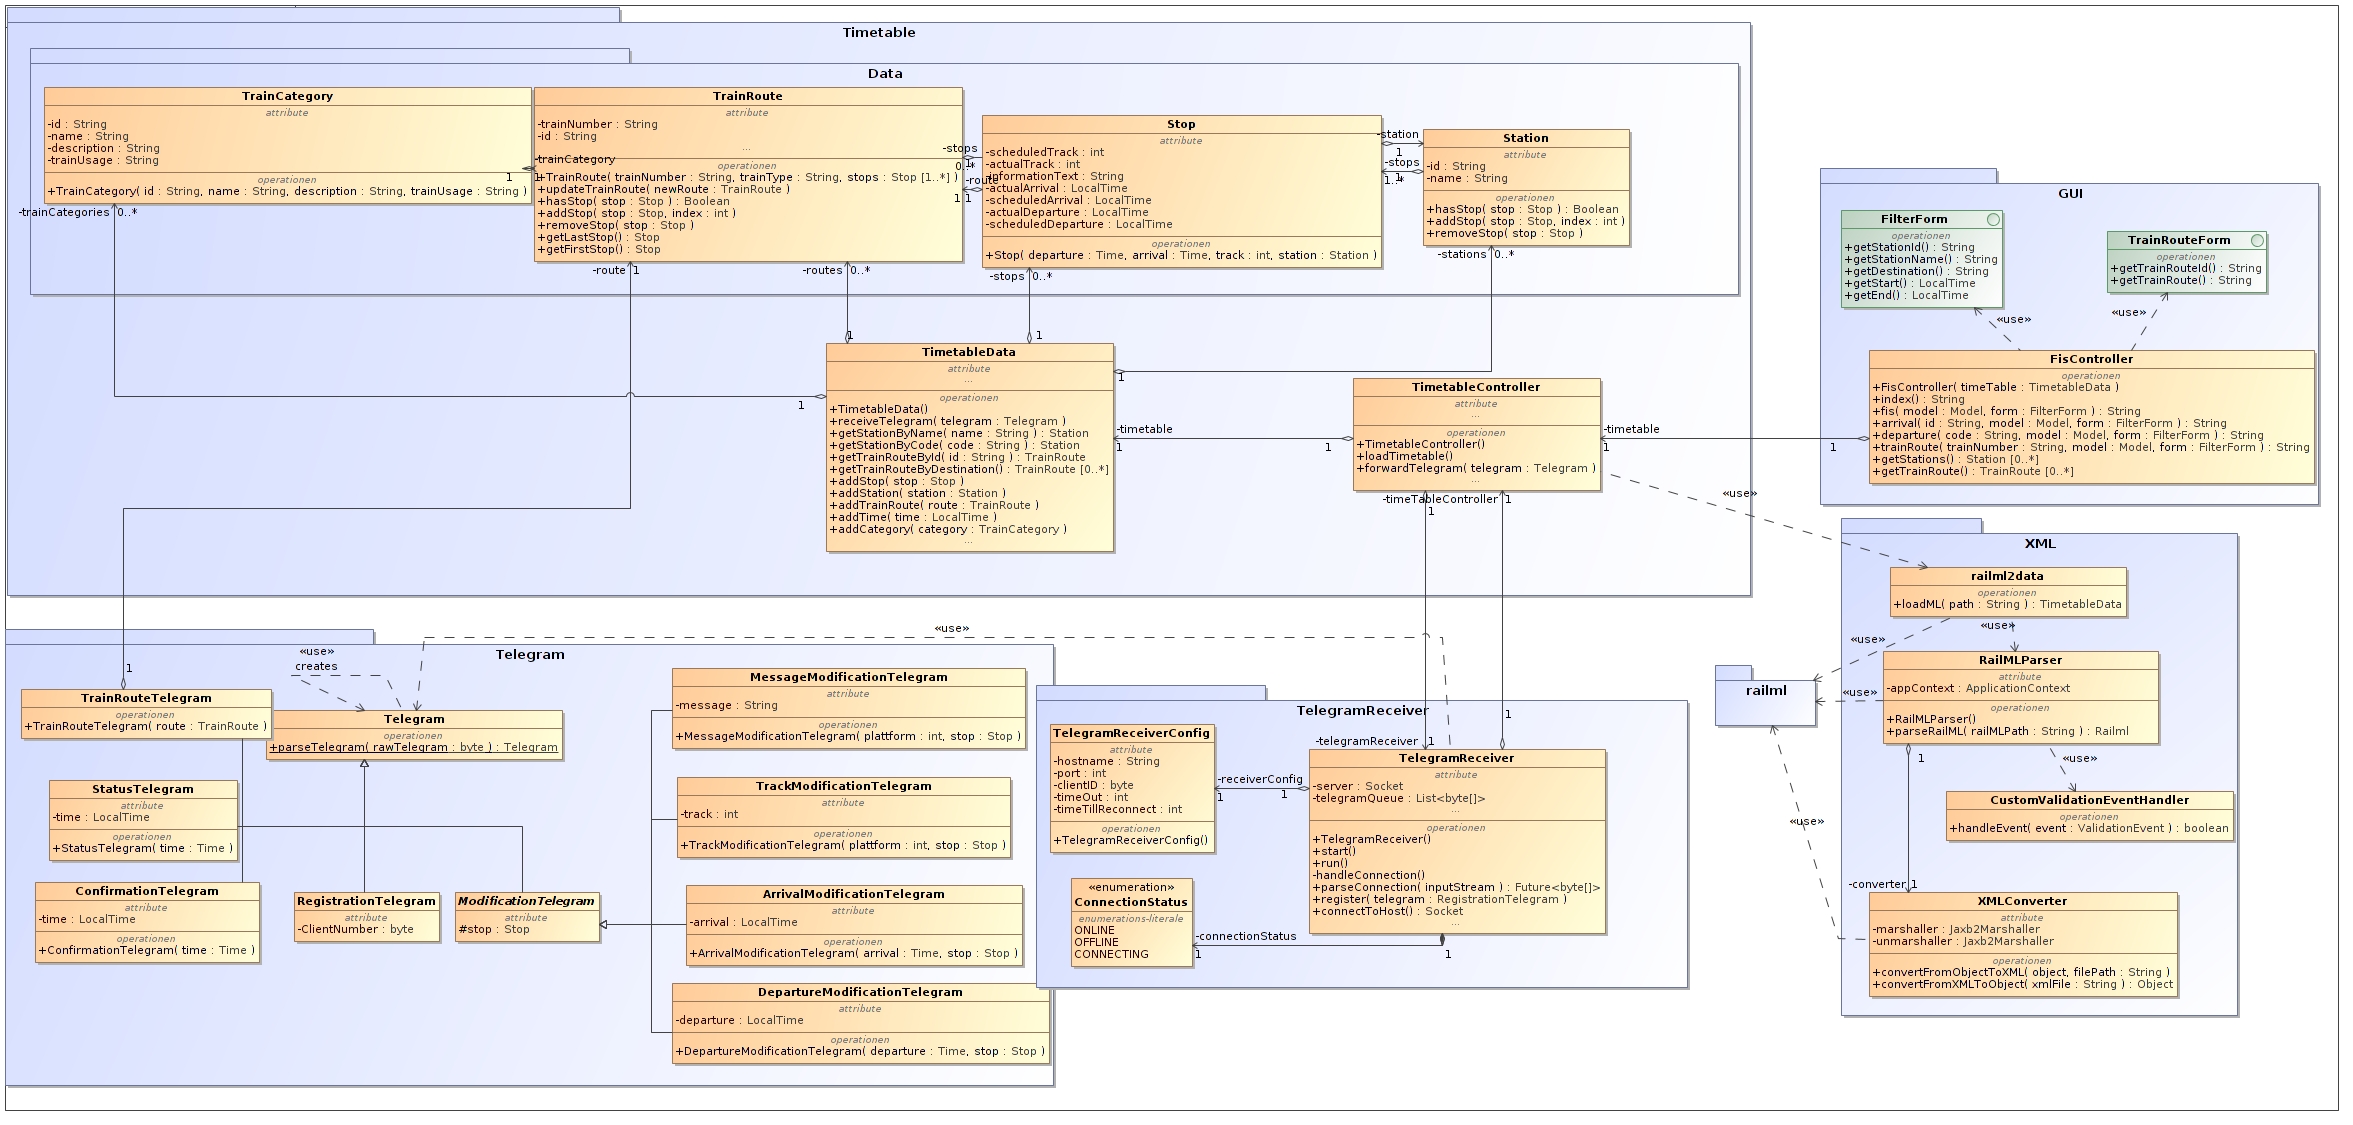 Timetable
Data
TrainCategory
attribute
-id : String
-name : String
-description : String
-trainUsage : String
operationen
+TrainCategory( id : String, name : String, description : String, trainUsage : String )
-trainCategories 0..*
TrainRoute
attribute
-trainNumber : String
-id : String
...
operationen
+TrainRoute( trainNumber : String, trainType : String, stops : Stop [1..*] )
+updateTrainRoute( newRoute : TrainRoute )
+hasStop( stop : Stop ) : Boolean
+addStop( stop : Stop, index : int )
+removeStop( stop : Stop )
+getLastStop() : Stop
+getFirstStop() : Stop
-trainCategory
1
-stops
0..*
1
-route
1
1
-route 1
-routes 0..*
Stop
attribute
-scheduledTrack : int
-actualTrack : int
-informationText : String
-actualArrival : LocalTime
-scheduledArrival : LocalTime
-actualDeparture : LocalTime
-scheduledDeparture : LocalTime
operationen
+Stop( departure : Time, arrival : Time, track : int, station : Station )
-stops 0..*
-station
1
-stops
1..*
1
Station
attribute
-id : String
-name : String
operationen
+hasStop( stop : Stop ) : Boolean
+addStop( stop : Stop, index : int )
+removeStop( stop : Stop )
-stations 0..*
1
1
1
1
TimetableData
attribute
...
operationen
+TimetableData()
+receiveTelegram( telegram : Telegram )
+getStationByName( name : String ) : Station
+getStationByCode( code : String ) : Station
+getTrainRouteById( id : String ) : TrainRoute
+getTrainRouteByDestination() : TrainRoute [0..*]
+addStop( stop : Stop )
+addStation( station : Station )
+addTrainRoute( route : TrainRoute )
+addTime( time : LocalTime )
+addCategory( category : TrainCategory )
...
-timetable
1
1
TimetableController
attribute
...
operationen
+TimetableController()
+loadTimetable()
+forwardTelegram( telegram : Telegram )
...
-timeTableController 1
1
-timetable
1
1
«use»
GUI
FilterForm
operationen
+getStationId() : String
+getStationName() : String
+getDestination() : String
+getStart() : LocalTime
+getEnd() : LocalTime
TrainRouteForm
operationen
+getTrainRouteId() : String
+getTrainRoute() : String
«use»
«use»
FisController
operationen
+FisController( timeTable : TimetableData )
+index() : String
+fis( model : Model, form : FilterForm ) : String
+arrival( id : String, model : Model, form : FilterForm ) : String
+departure( code : String, model : Model, form : FilterForm ) : String
+trainRoute( trainNumber : String, model : Model, form : FilterForm ) : String
+getStations() : Station [0..*]
+getTrainRoute() : TrainRoute [0..*]
XML
railml2data
operationen
+loadML( path : String ) : TimetableData
«use»
«use»
RailMLParser
attribute
-appContext : ApplicationContext
operationen
+RailMLParser()
+parseRailML( railMLPath : String ) : Railml
railml
«use»
«use»
1
«use»
CustomValidationEventHandler
operationen
+handleEvent( event : ValidationEvent ) : boolean
-converter 1
XMLConverter
attribute
-marshaller : Jaxb2Marshaller
-unmarshaller : Jaxb2Marshaller
operationen
+convertFromObjectToXML( object, filePath : String )
+convertFromXMLToObject( xmlFile : String ) : Object
«use»
Telegram
«use»
creates
1
TrainRouteTelegram
operationen
+TrainRouteTelegram( route : TrainRoute )
Telegram
operationen
+parseTelegram( rawTelegram : byte ) : Telegram
StatusTelegram
attribute
-time : LocalTime
operationen
+StatusTelegram( time : Time )
ConfirmationTelegram
attribute
-time : LocalTime
operationen
+ConfirmationTelegram( time : Time )
RegistrationTelegram
attribute
-ClientNumber : byte
ModificationTelegram
attribute
#stop : Stop
MessageModificationTelegram
attribute
-message : String
operationen
+MessageModificationTelegram( plattform : int, stop : Stop )
TrackModificationTelegram
attribute
-track : int
operationen
+TrackModificationTelegram( plattform : int, stop : Stop )
ArrivalModificationTelegram
attribute
-arrival : LocalTime
operationen
+ArrivalModificationTelegram( arrival : Time, stop : Stop )
DepartureModificationTelegram
attribute
-departure : LocalTime
operationen
+DepartureModificationTelegram( departure : Time, stop : Stop )
TelegramReceiver
TelegramReceiverConfig
attribute
-hostname : String
-port : int
-clientID : byte
-timeOut : int
-timeTillReconnect : int
operationen
+TelegramReceiverConfig()
-receiverConfig
1
1
«enumeration»
ConnectionStatus
enumerations-literale
ONLINE
OFFLINE
CONNECTING
-connectionStatus
1
1
-telegramReceiver 1
1
TelegramReceiver
attribute
-server : Socket
-telegramQueue : List<byte[]>
...
operationen
+TelegramReceiver()
+start()
+run()
-handleConnection()
+parseConnection( inputStream ) : Future<byte[]>
+register( telegram : RegistrationTelegram )
+connectToHost() : Socket
...